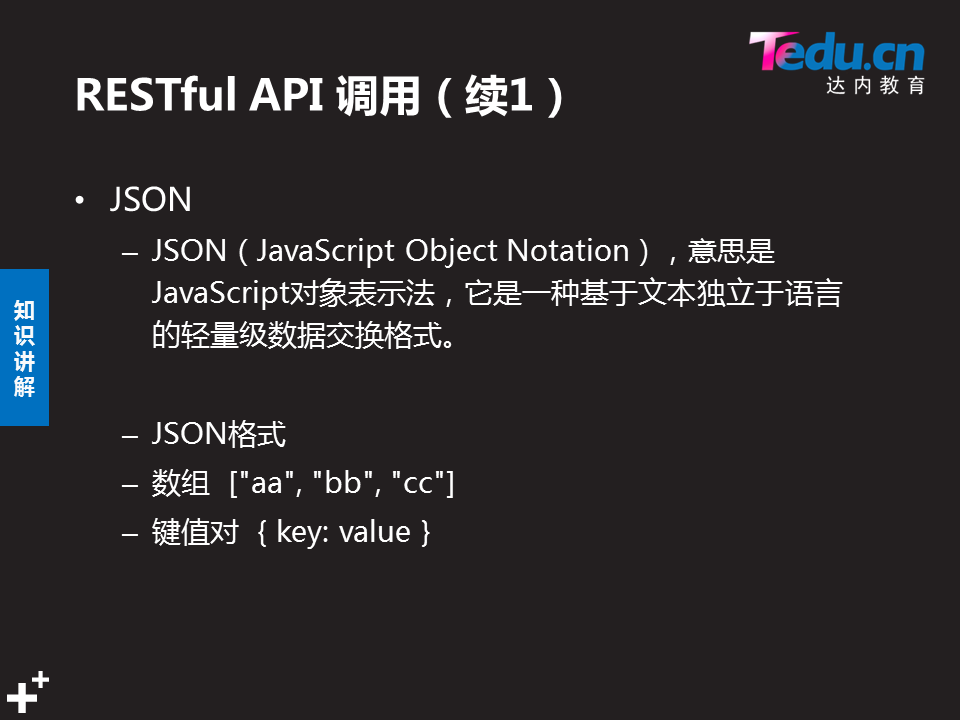 Tedu.cn
达内教育
RESTful API 调用（续1）
• JSON
– JSON（JavaScript Object Notation），意思是
JavaScript对象表示法，它是一种基于文本独立于语言
的轻量级数据交换格式。
知识讲解
– JSON格式
– 数组 ["aa", "bb", "cc"]
– 键值对 { key: value }